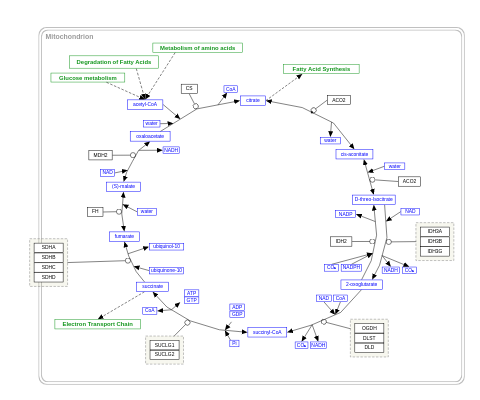 Mitochondrion
Metabolism of amino acids
Degradation of Fatty Acids
Glucose metabolism
Fatty Acid Synthesis
CS
CoA
acetyl-CoA
citrate
ACO2
water
oxaloacetate
water
MDH2
NADH
cis-aconitate
NAD
water
ACO2
(S)-malate
D-threo-isocitrate
FH
water
NADP
NAD
fumarate
IDH2
IDH3A
IDH3B
IDH3G
SDHA
SDHB
SDHC
SDHD
ubiquinol-10
ubiquinone-10
CO₂
NADPH
NADH
CO₂
succinate
2-oxoglutarate
ATP
GTP
CoA
ADP
GDP
NAD
CoA
Electron Transport Chain
Pi
succinyl-CoA
CO₂
NADH
OGDH
DLST
DLD
SUCLG1
SUCLG2